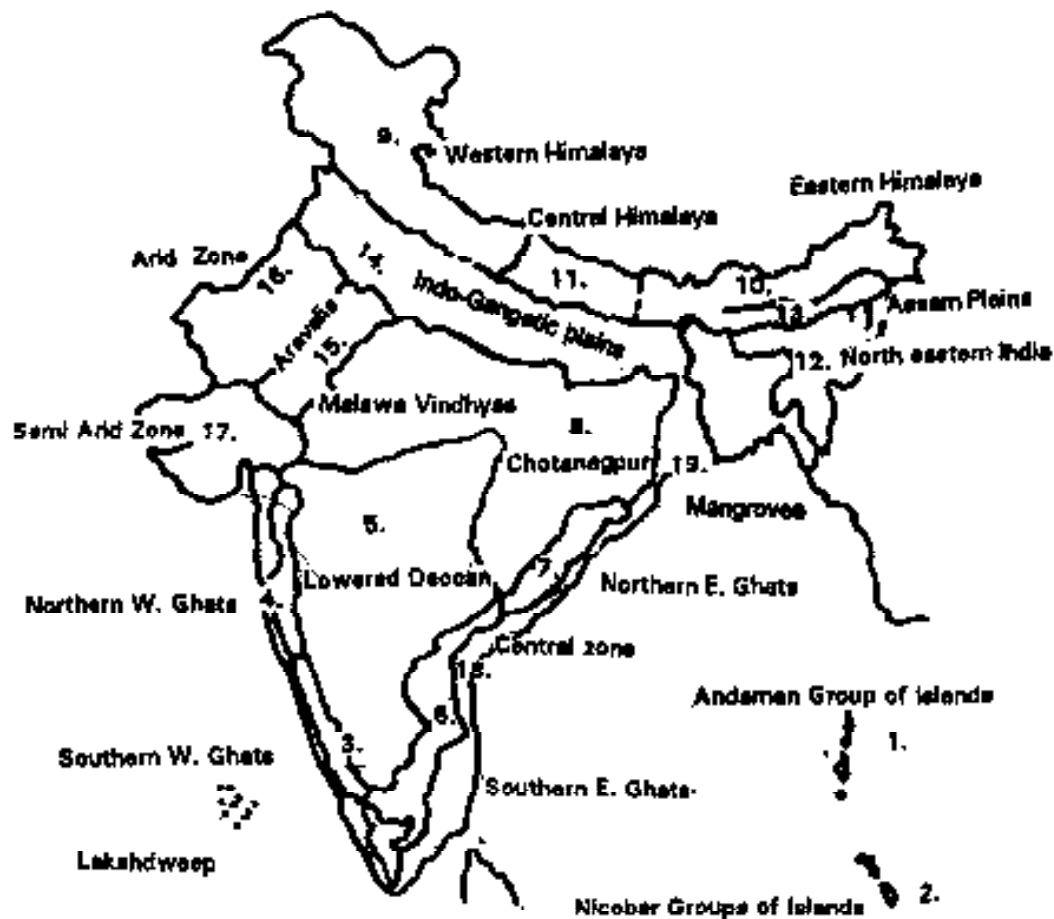 9.
Western Himalaya
Eastern Himalaya
Central Himalaya
Arid Zone
16.
14.
Indo-Gangetic plains
11.
10.
Assam Plains
13.
Aravalis
15.
12. North eastern India
Malawa Vindhyas
Semi Arid Zone 17.
8.
Chotanagpur
19.
Mangroves
5.
Lowered Deocan
7.
Northern E. Ghats
Northern W. Ghats
4.
Central zone
18.
Andaman Group of Islands
6.
1.
3.
Southern W. Ghats
Southern E. Ghats
Lakshdweep
Nicobar Groups of Islands
2.